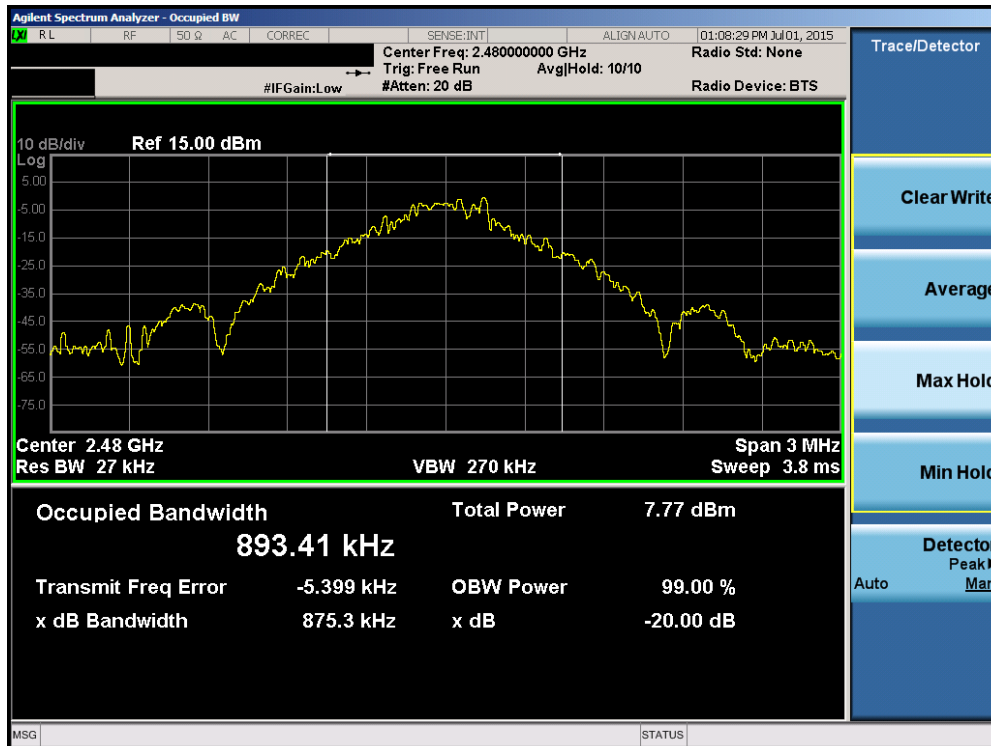 Agilent Spectrum Analyzer - Occupied BW
LXI RL RF 50 Ω AC CORREC SENSE:INT ALIGNAUTO 01:08:29 PM Jul 01, 2015
Center Freq: 2.480000000 GHz Radio Std: None
Trig: Free Run Avg|Hold: 10/10
#IFGain:Low #Atten: 20 dB Radio Device: BTS
10 dB/div Ref 15.00 dBm
Log
5.00
-5.00
-15.0
-25.0
-35.0
-45.0
-55.0
-65.0
-75.0
Center 2.48 GHz Span 3 MHz
Res BW 27 kHz VBW 270 kHz Sweep 3.8 ms
Occupied Bandwidth Total Power 7.77 dBm
893.41 kHz
Transmit Freq Error -5.399 kHz OBW Power 99.00 %
x dB Bandwidth 875.3 kHz x dB -20.00 dB
MSG STATUS
Trace/Detector
Clear Write
Average
Max Hold
Min Hold
Detector
Peak
Auto Man